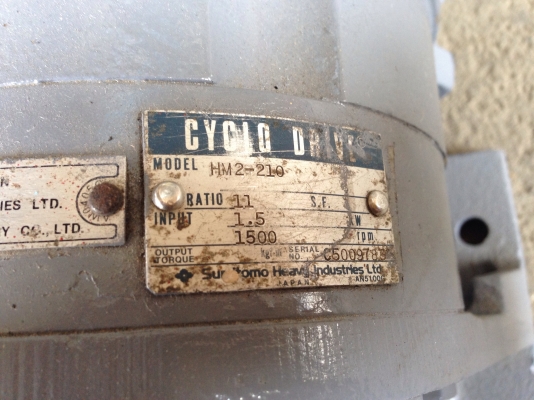 CYCLO DRIVE
MODEL HM2-210
RATIO 11 S.F.
INPUT 1.5 kW
1500 rpm
OUTPUT TORQUE SERIAL NO.
Sumitomo Heavy Industries Ltd
JAPAN
IES LTD.
Y CO., LTD.